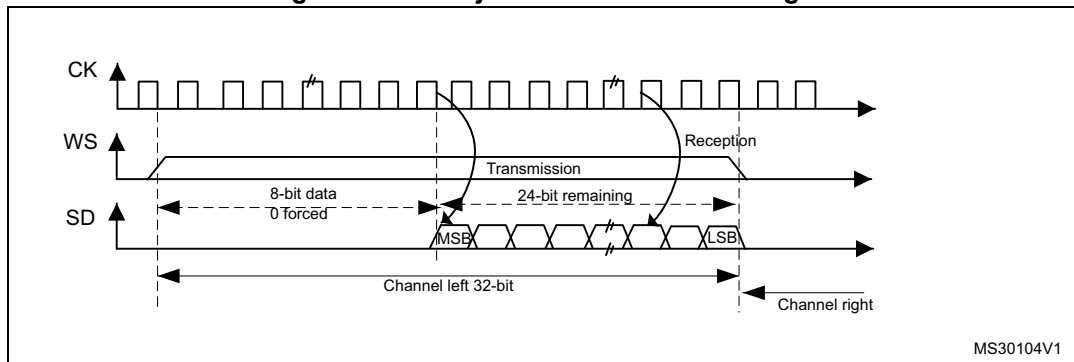 CK
WS
Reception
Transmission
8-bit data
0 forced
24-bit remaining
SD
MSB
LSB
Channel left 32-bit
Channel right
MS30104V1